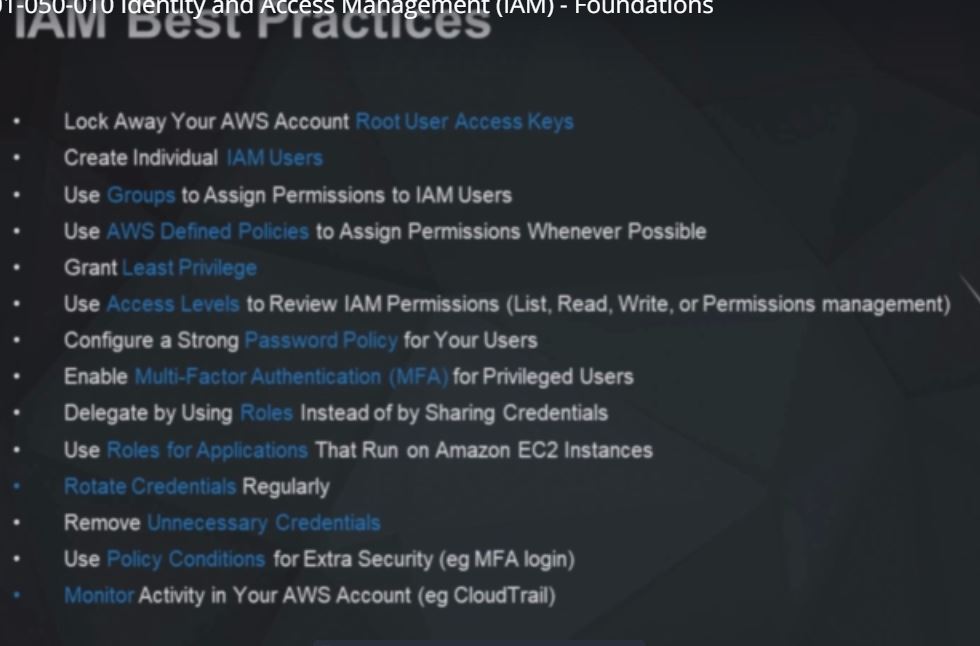 01-050-010 Identity and Access Management (IAM) - Foundations
IAM Best Practices
• Lock Away Your AWS Account Root User Access Keys
• Create Individual IAM Users
• Use Groups to Assign Permissions to IAM Users
• Use AWS Defined Policies to Assign Permissions Whenever Possible
• Grant Least Privilege
• Use Access Levels to Review IAM Permissions (List, Read, Write, or Permissions management)
• Configure a Strong Password Policy for Your Users
• Enable Multi-Factor Authentication (MFA) for Privileged Users
• Delegate by Using Roles Instead of by Sharing Credentials
• Use Roles for Applications That Run on Amazon EC2 Instances
• Rotate Credentials Regularly
• Remove Unnecessary Credentials
• Use Policy Conditions for Extra Security (eg MFA login)
• Monitor Activity in Your AWS Account (eg CloudTrail)